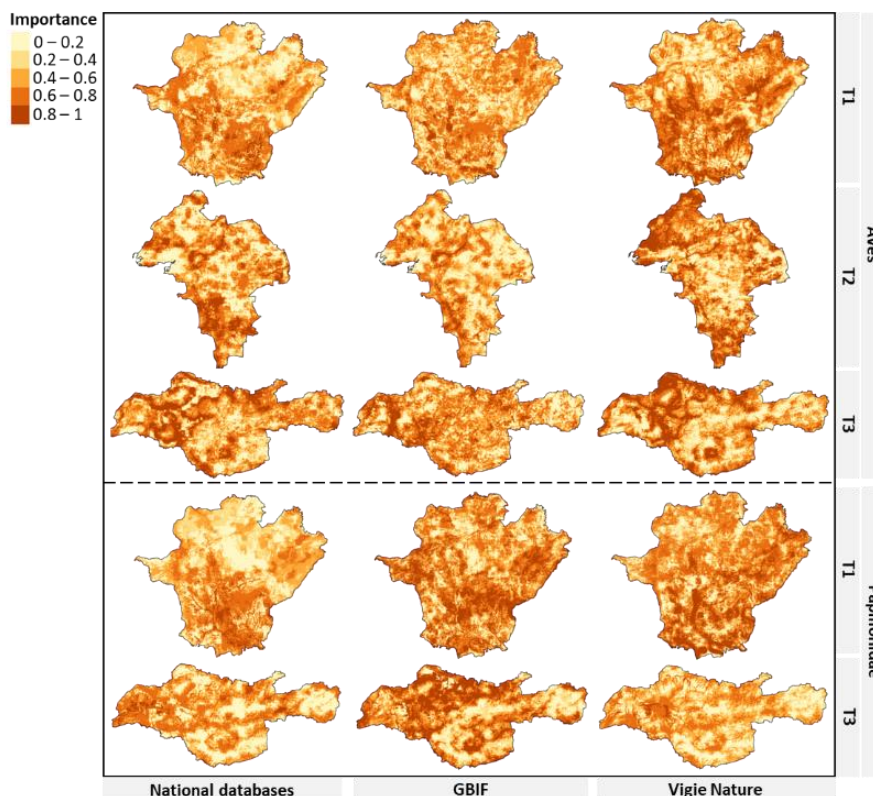 Importance
0 – 0.2
0.2 – 0.4
0.4 – 0.6
0.6 – 0.8
0.8 – 1
T1
T2
Aves
T3
T1
T3
National databases
GBIF
Vigie Nature